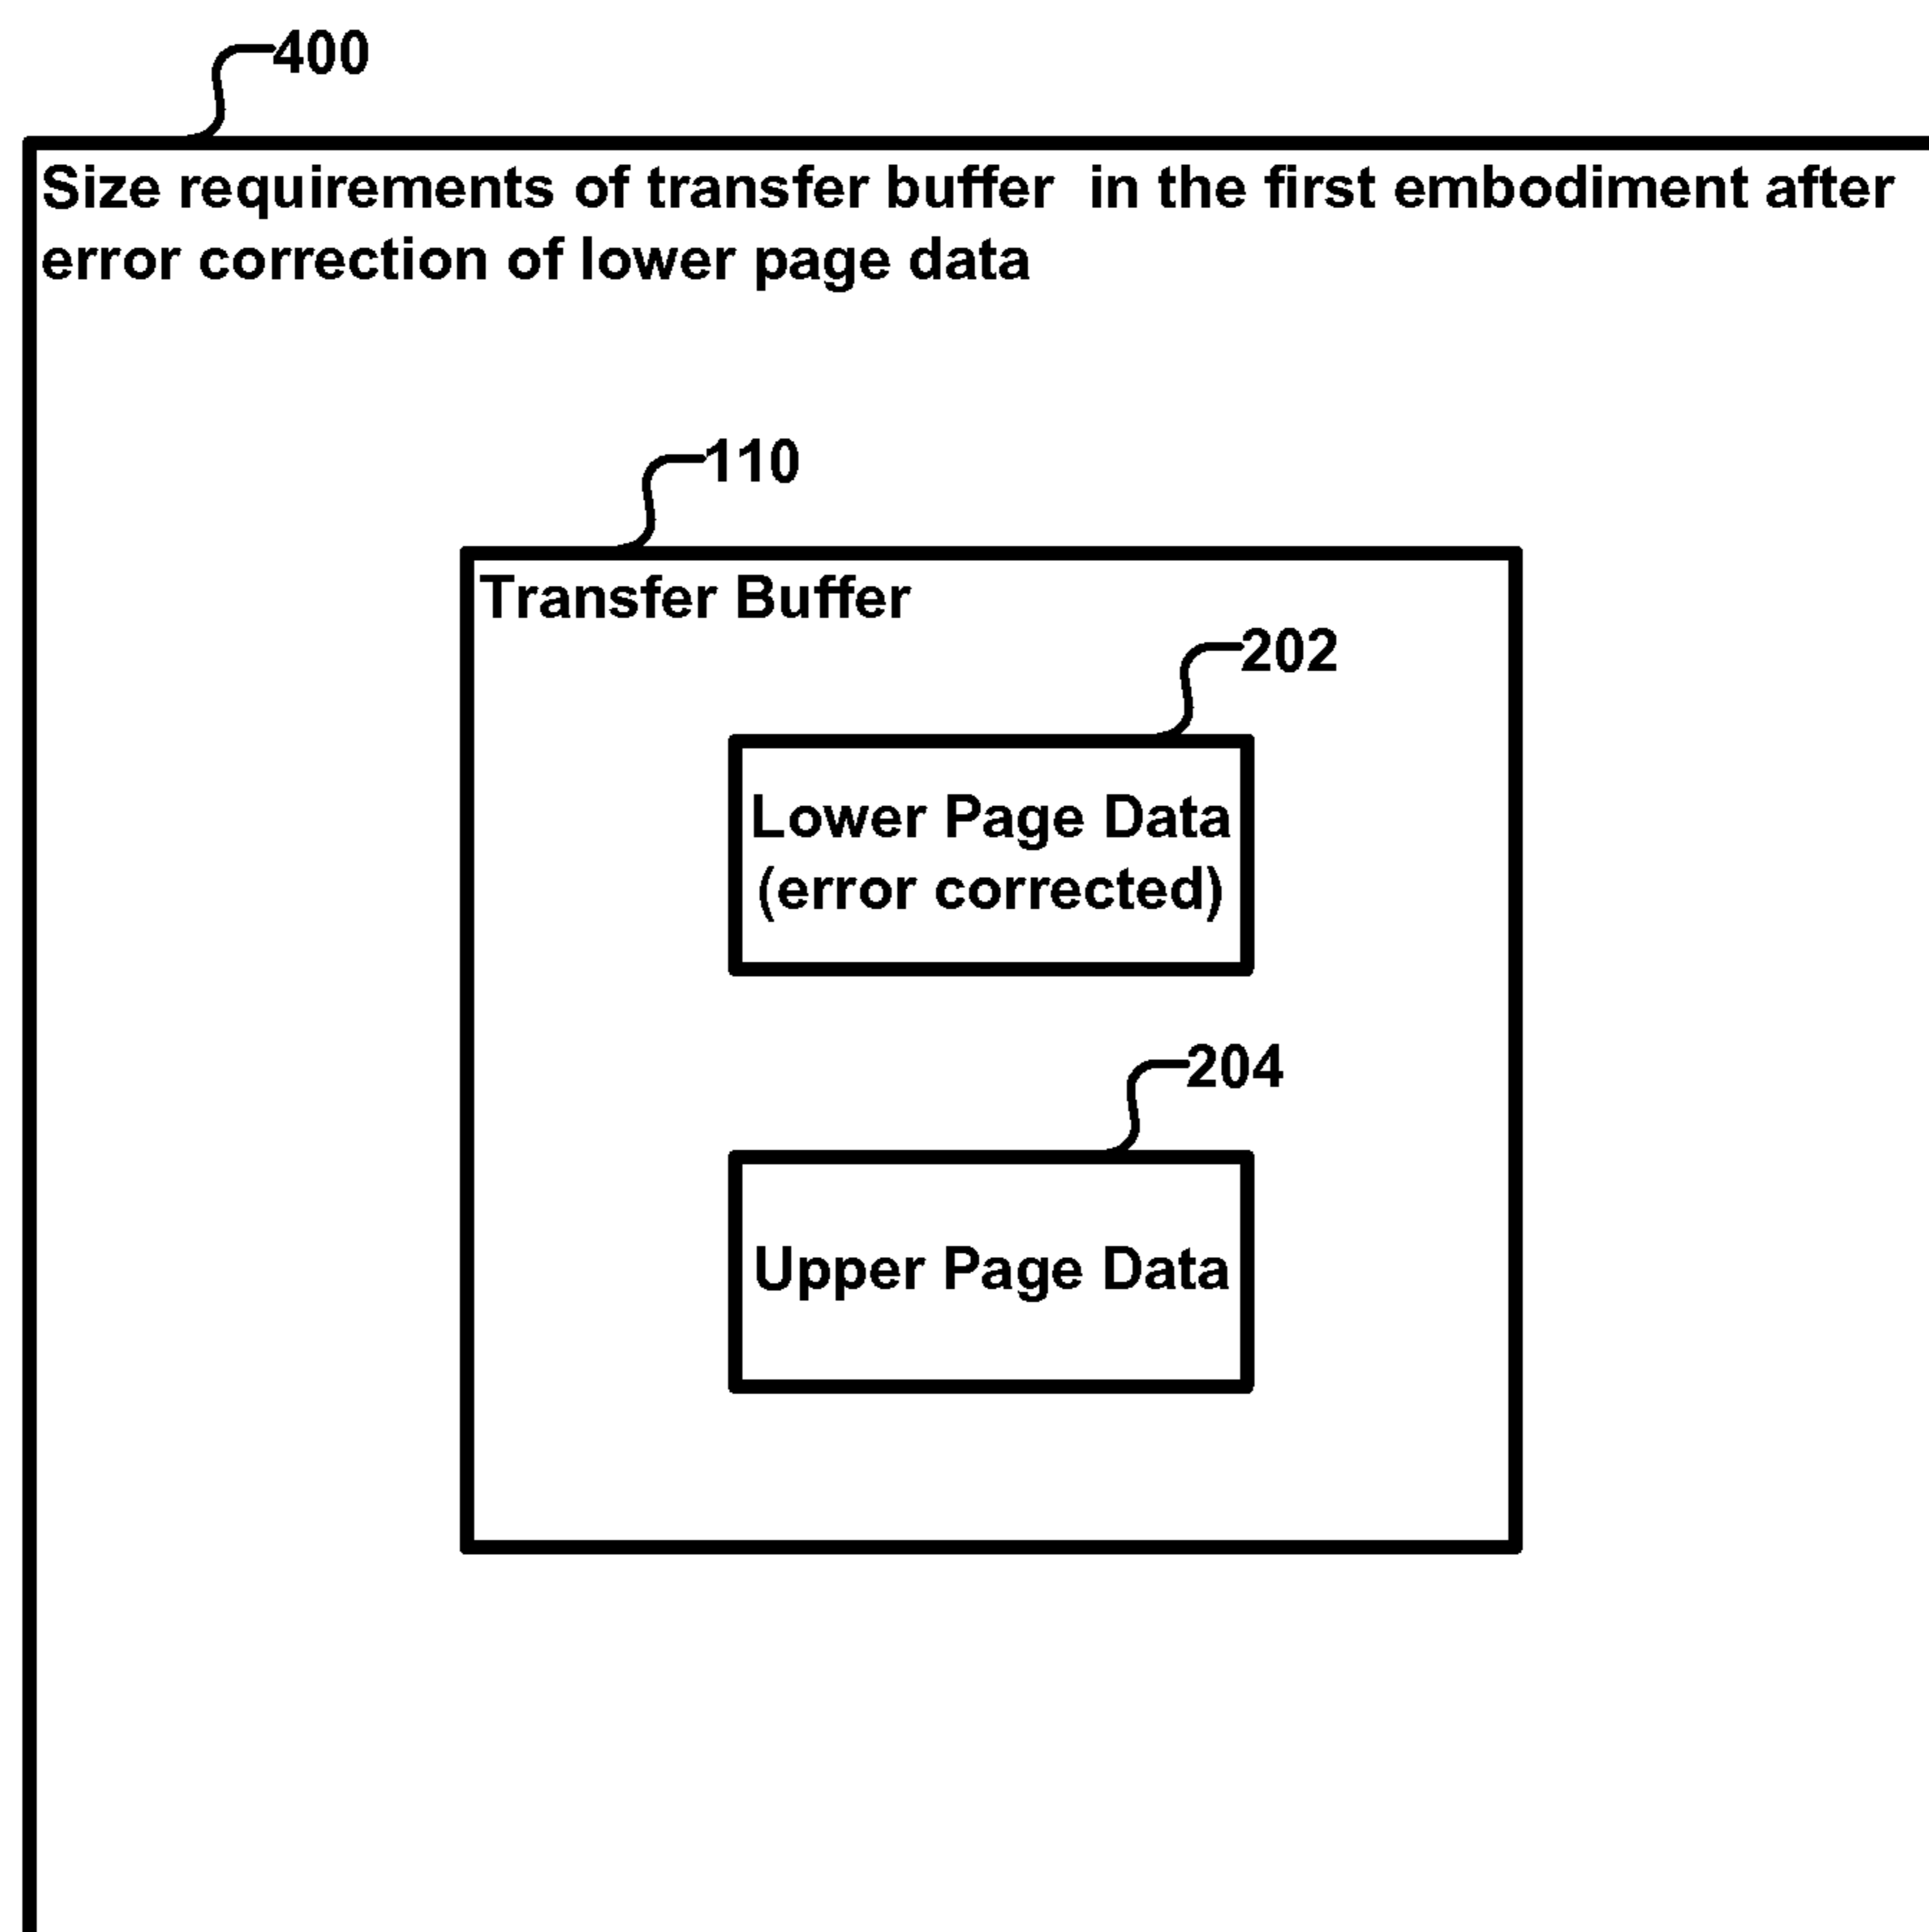 400
Size requirements of transfer buffer in the first embodiment after
error correction of lower page data
110
Transfer Buffer
202
Lower Page Data
(error corrected)
204
Upper Page Data